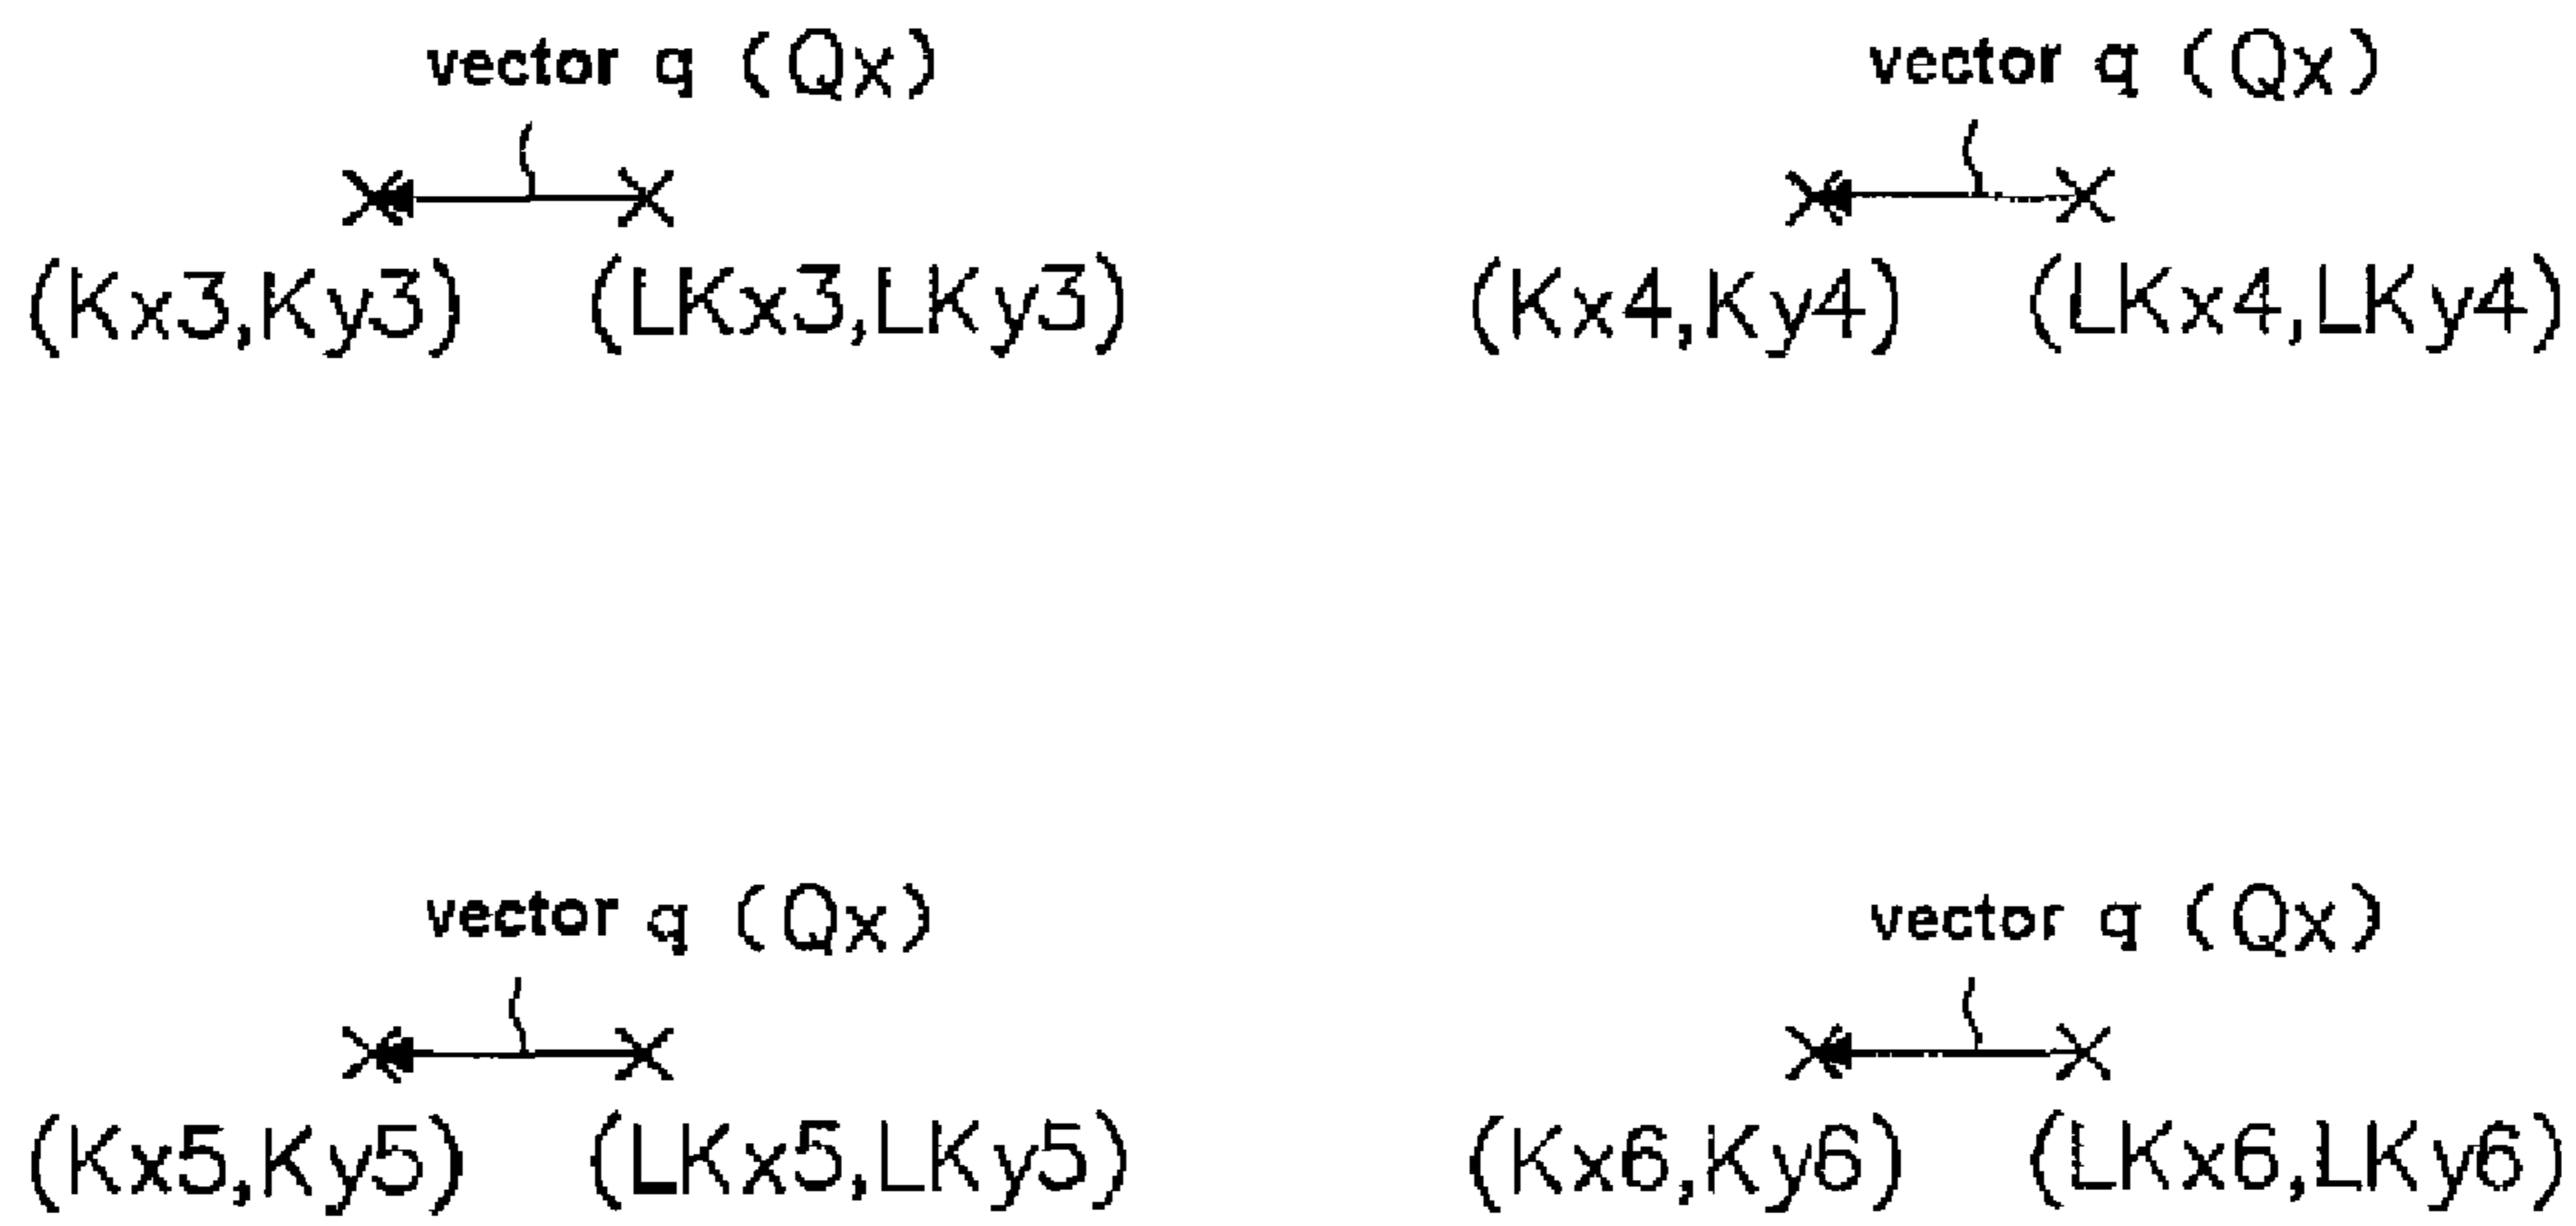 vector q (Qx) vector q (Qx)
(Kx3,Ky3) (LKx3,LKy3) (Kx4,Ky4) (LKx4,LKy4)
vector q (Qx) vector q (Qx)
(Kx5,Ky5) (LKx5,LKy5) (Kx6,Ky6) (LKx6,LKy6)